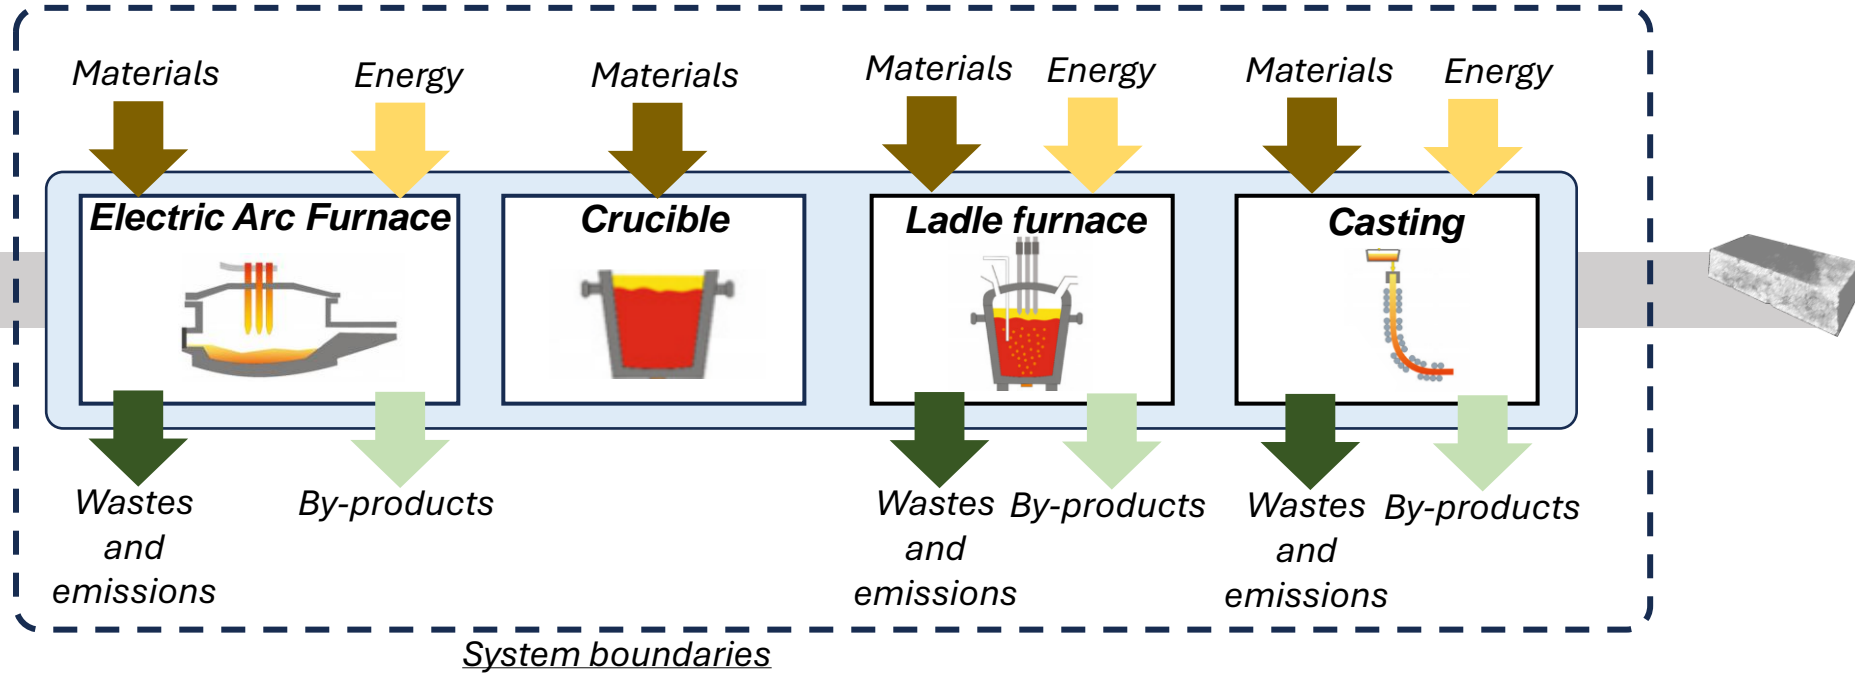 Materials
Energy
Materials
Materials
Energy
Materials
Energy
Electric Arc Furnace
Crucible
Ladle furnace
Casting
Wastes
and
emissions
By-products
Wastes
and
emissions
By-products
Wastes
and
emissions
By-products
System boundaries